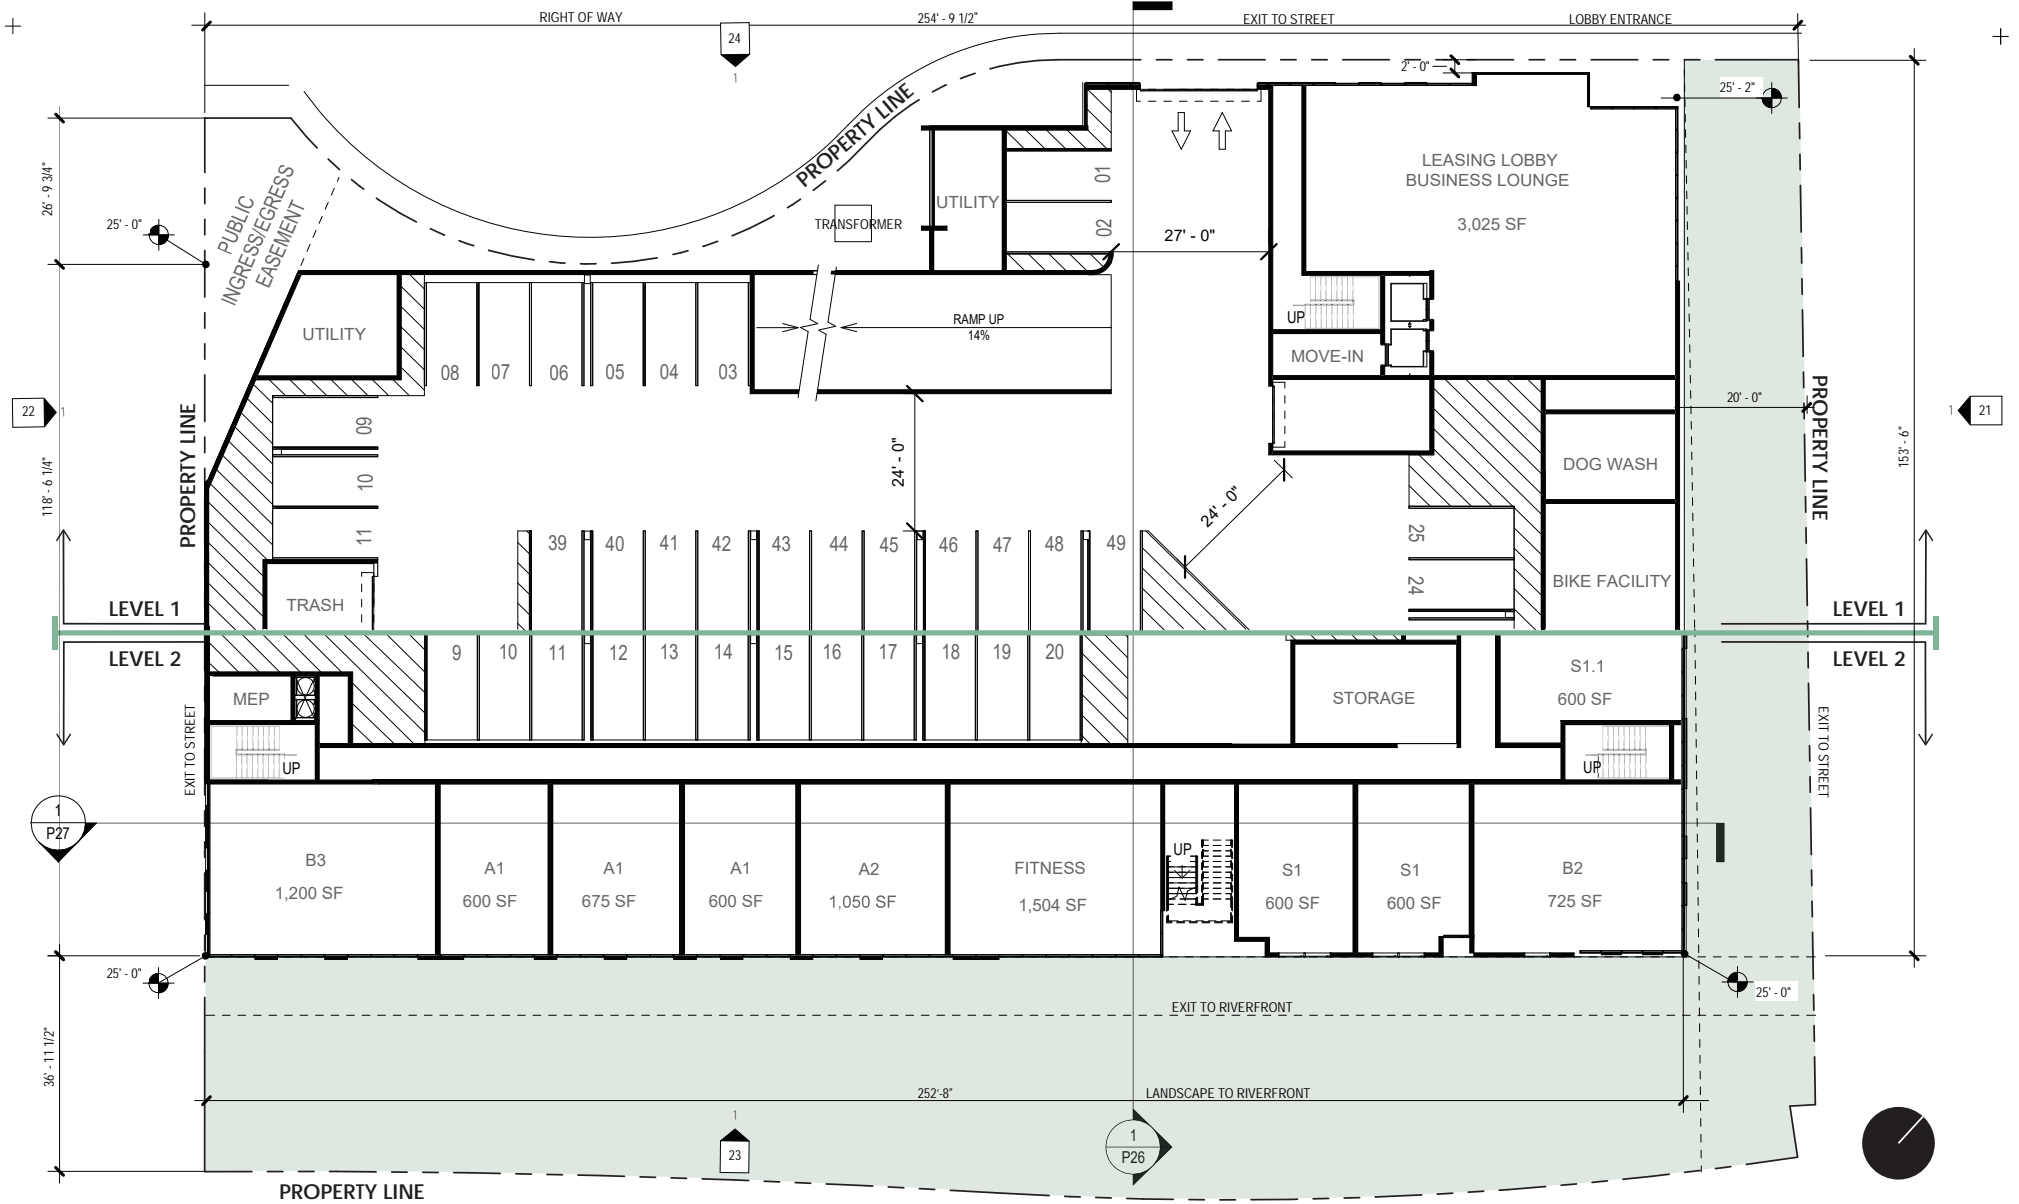 RIGHT OF WAY
254' - 9 1/2"
EXIT TO STREET
LOBBY ENTRANCE
24
1
2' - 0"
25' - 2"
PROPERTY LINE
26' - 9 3/4"
PUBLIC
INGRESS/EGRESS
EASEMENT
25' - 0"
TRANSFORMER
UTILITY
01
02
27' - 0"
LEASING LOBBY
BUSINESS LOUNGE
3,025 SF
UTILITY
08
07
06
05
04
03
RAMP UP
14%
UP
MOVE-IN
22
1
PROPERTY LINE
09
10
11
118' - 6 1/4"
24' - 0"
24' - 0"
20' - 0"
PROPERTY LINE
1
21
153' - 6"
DOG WASH
BIKE FACILITY
25
24
39
40
41
42
43
44
45
46
47
48
49
TRASH
LEVEL 1
LEVEL 1
LEVEL 2
LEVEL 2
9
10
11
12
13
14
15
16
17
18
19
20
MEP
STORAGE
S1.1
600 SF
EXIT TO STREET
UP
UP
EXIT TO STREET
1
P27
B3
1,200 SF
A1
600 SF
A1
675 SF
A1
600 SF
A2
1,050 SF
FITNESS
1,504 SF
UP
S1
600 SF
S1
600 SF
B2
725 SF
25' - 0"
25' - 0"
EXIT TO RIVERFRONT
36' - 11 1/2"
252'-8"
LANDSCAPE TO RIVERFRONT
1
23
1
P26
PROPERTY LINE